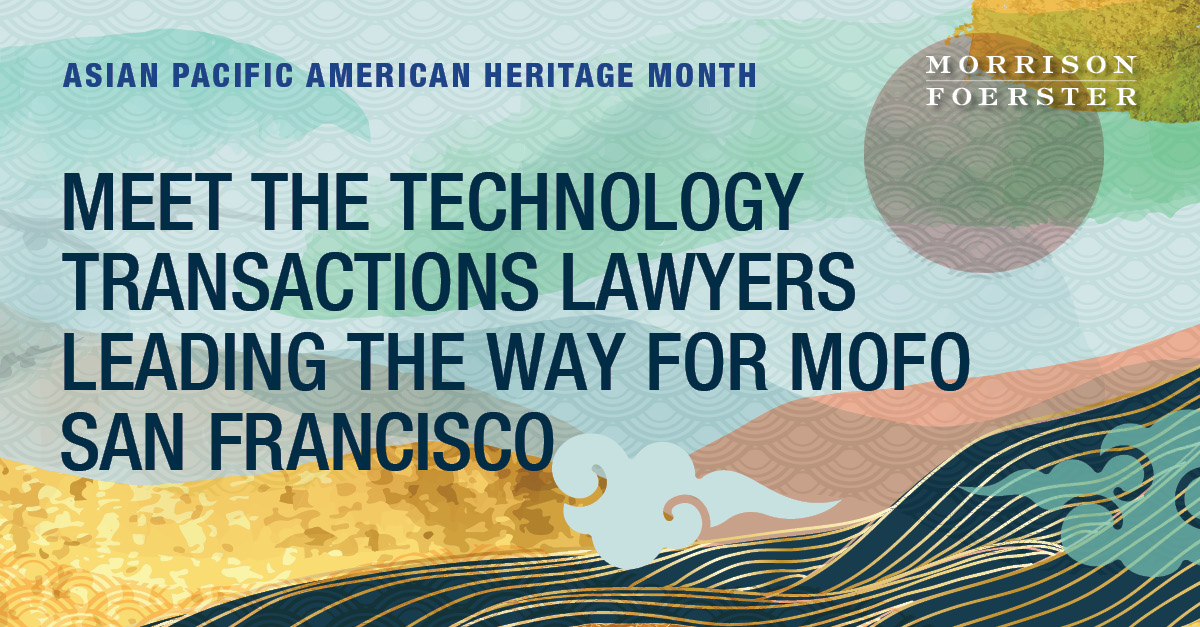 ASIAN PACIFIC AMERICAN HERITAGE MONTH
MORRISON
FOERSTER
MEET THE TECHNOLOGY
TRANSACTIONS LAWYERS
LEADING THE WAY FOR MOFO
SAN FRANCISCO